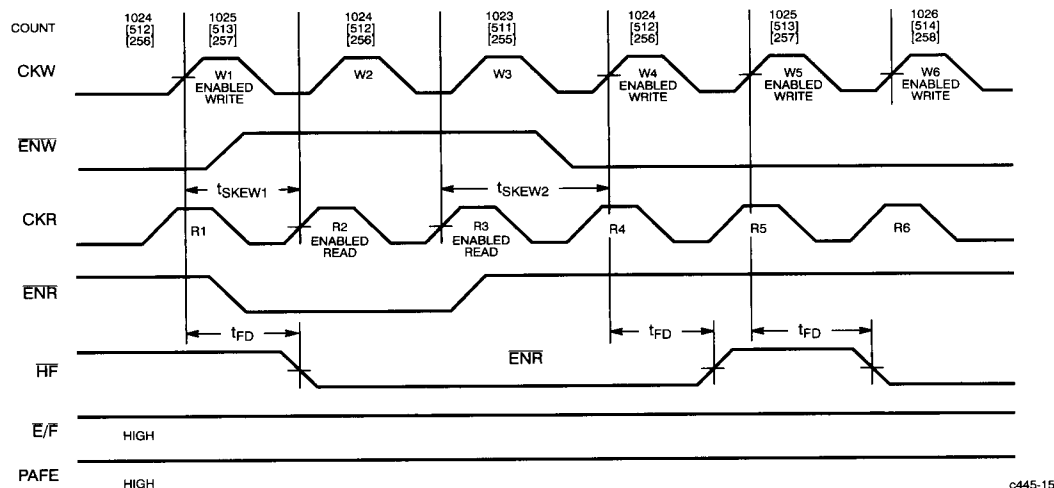 COUNT
1024
[512]
[256]
1025
[513]
[257]
1024
[512]
[256]
1023
[511]
[255]
1024
[512]
[256]
1025
[513]
[257]
1026
[514]
[258]
CKW
W1
ENABLED
WRITE
W2
W3
W4
ENABLED
WRITE
W5
ENABLED
WRITE
W6
ENABLED
WRITE
ENW
tSKEW1
tSKEW2
CKR
R1
R2
ENABLED
READ
R3
ENABLED
READ
R4
R5
R6
ENR
tFD
tFD
tFD
HF
ENR
E/F
HIGH
PAFE
HIGH
c445-15